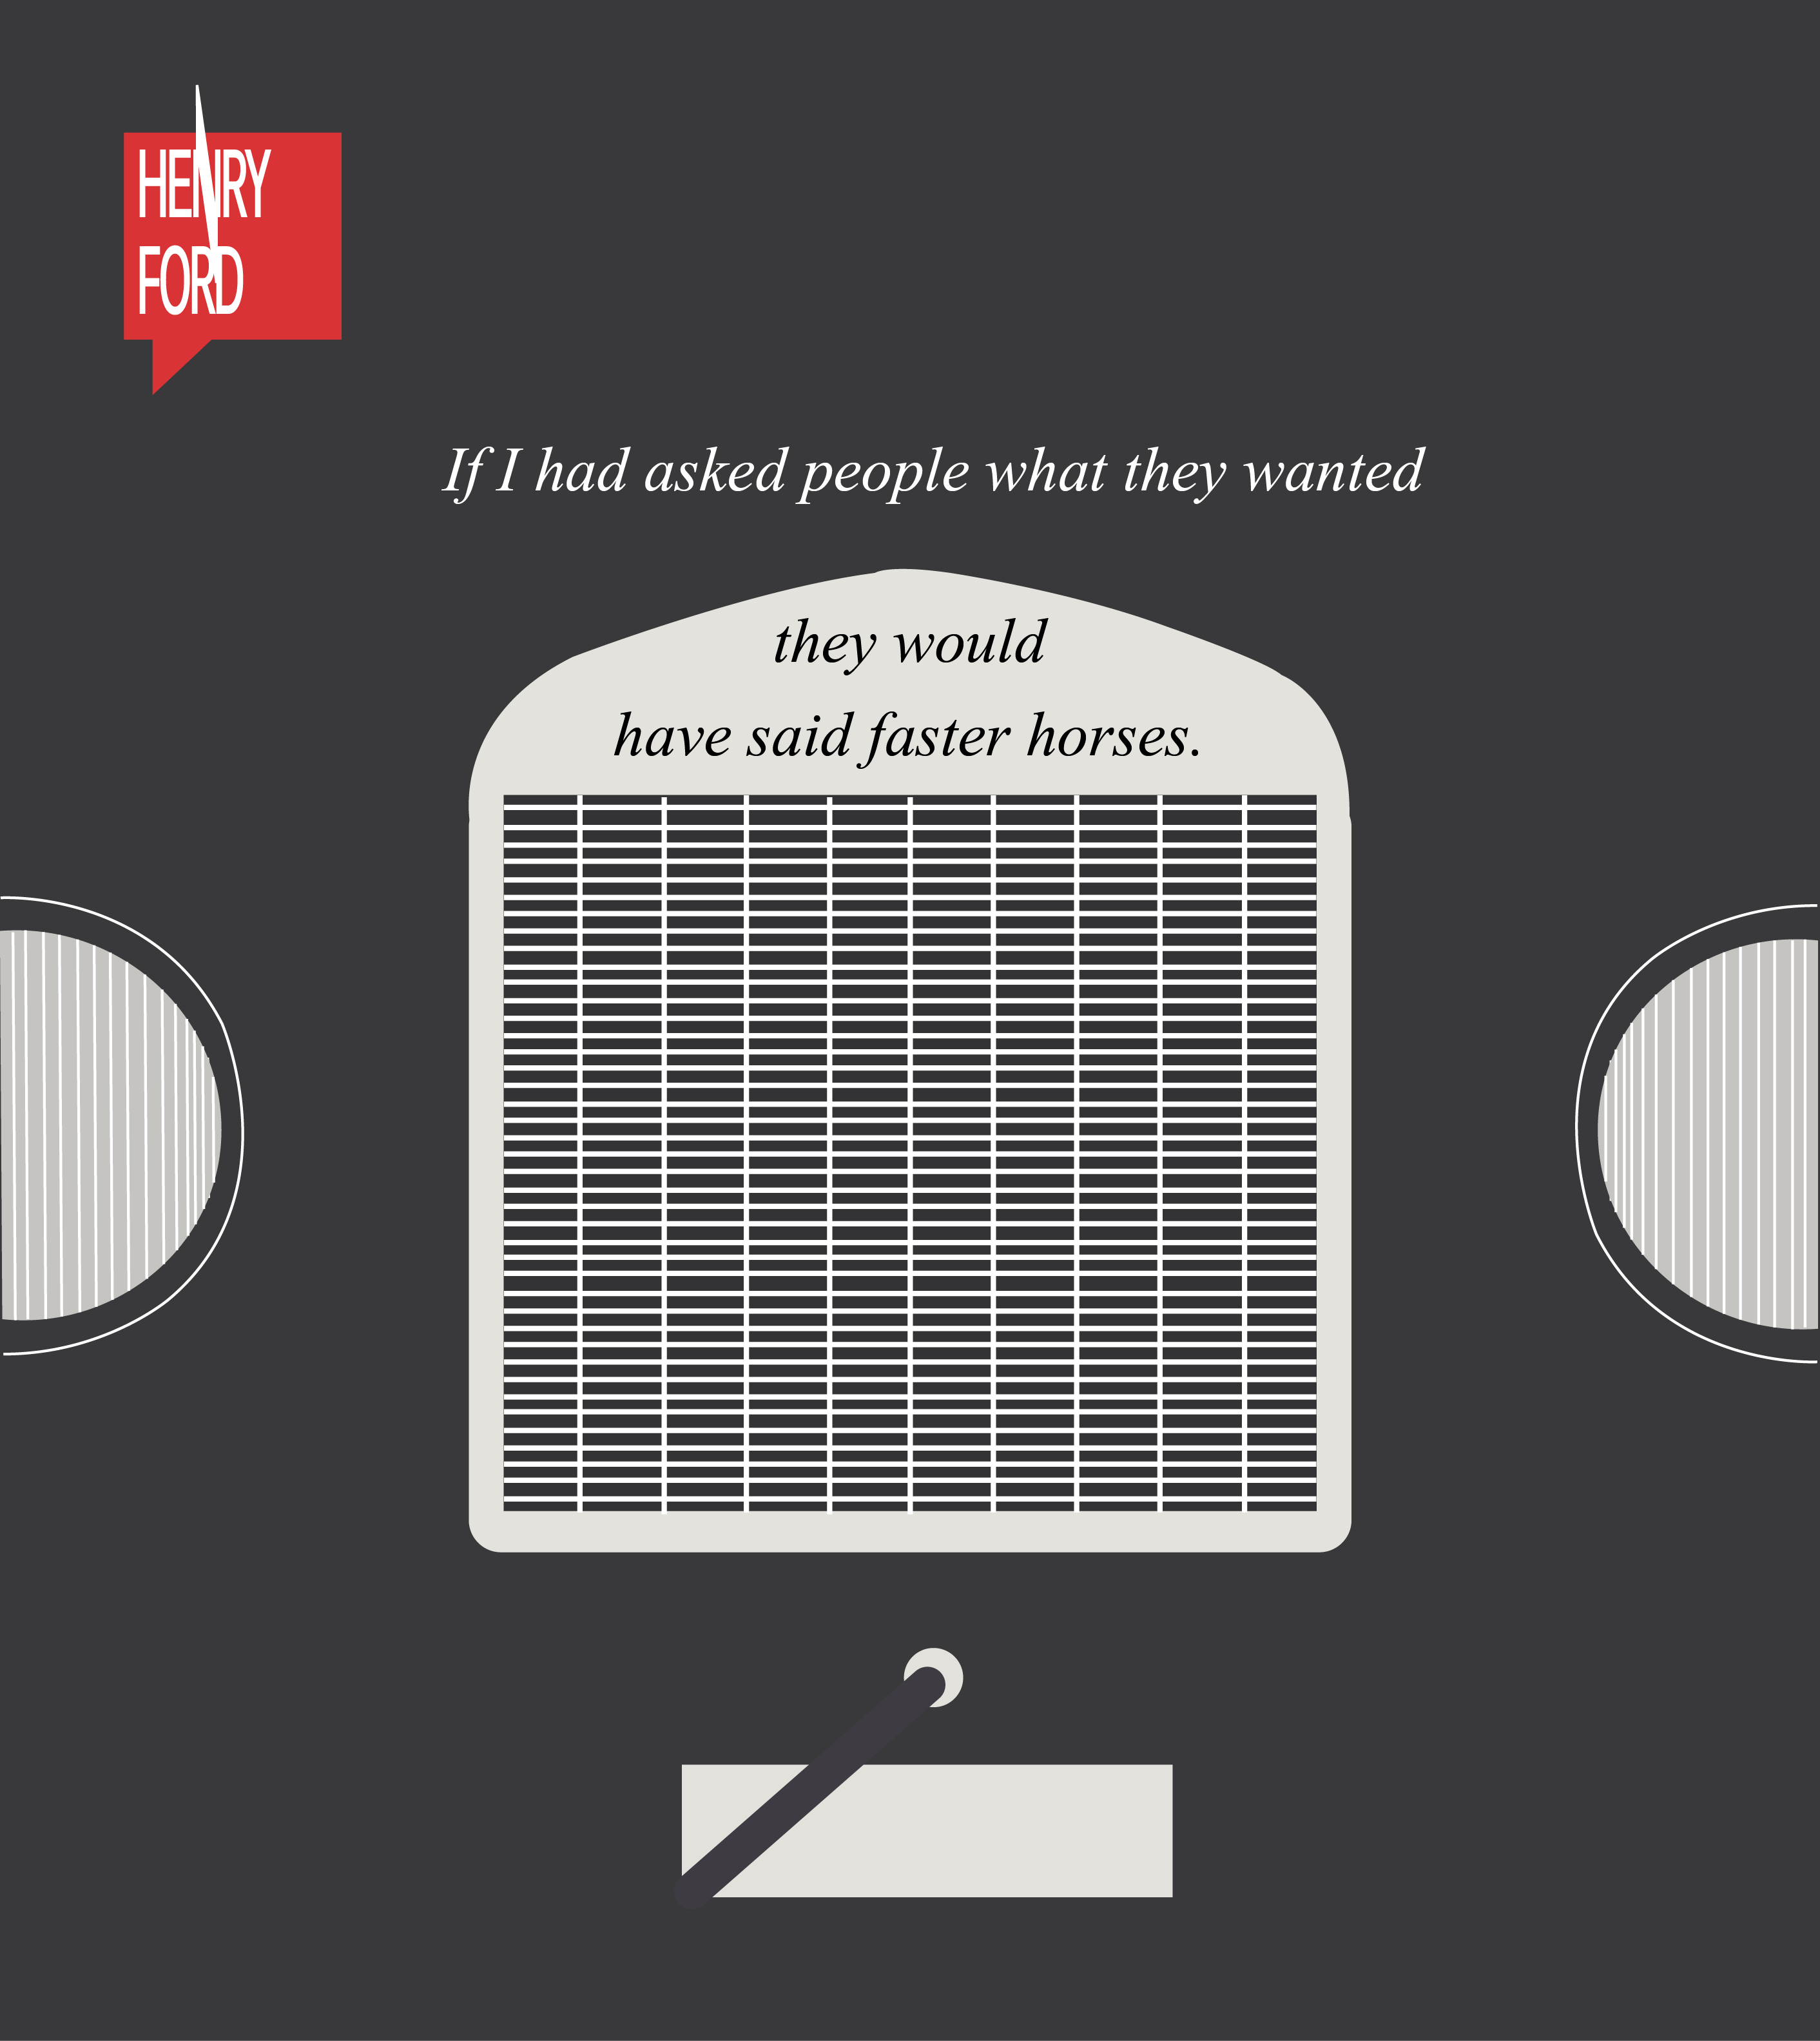 HENRY
FORD
If I had asked people what they wanted
they would
have said faster horses.